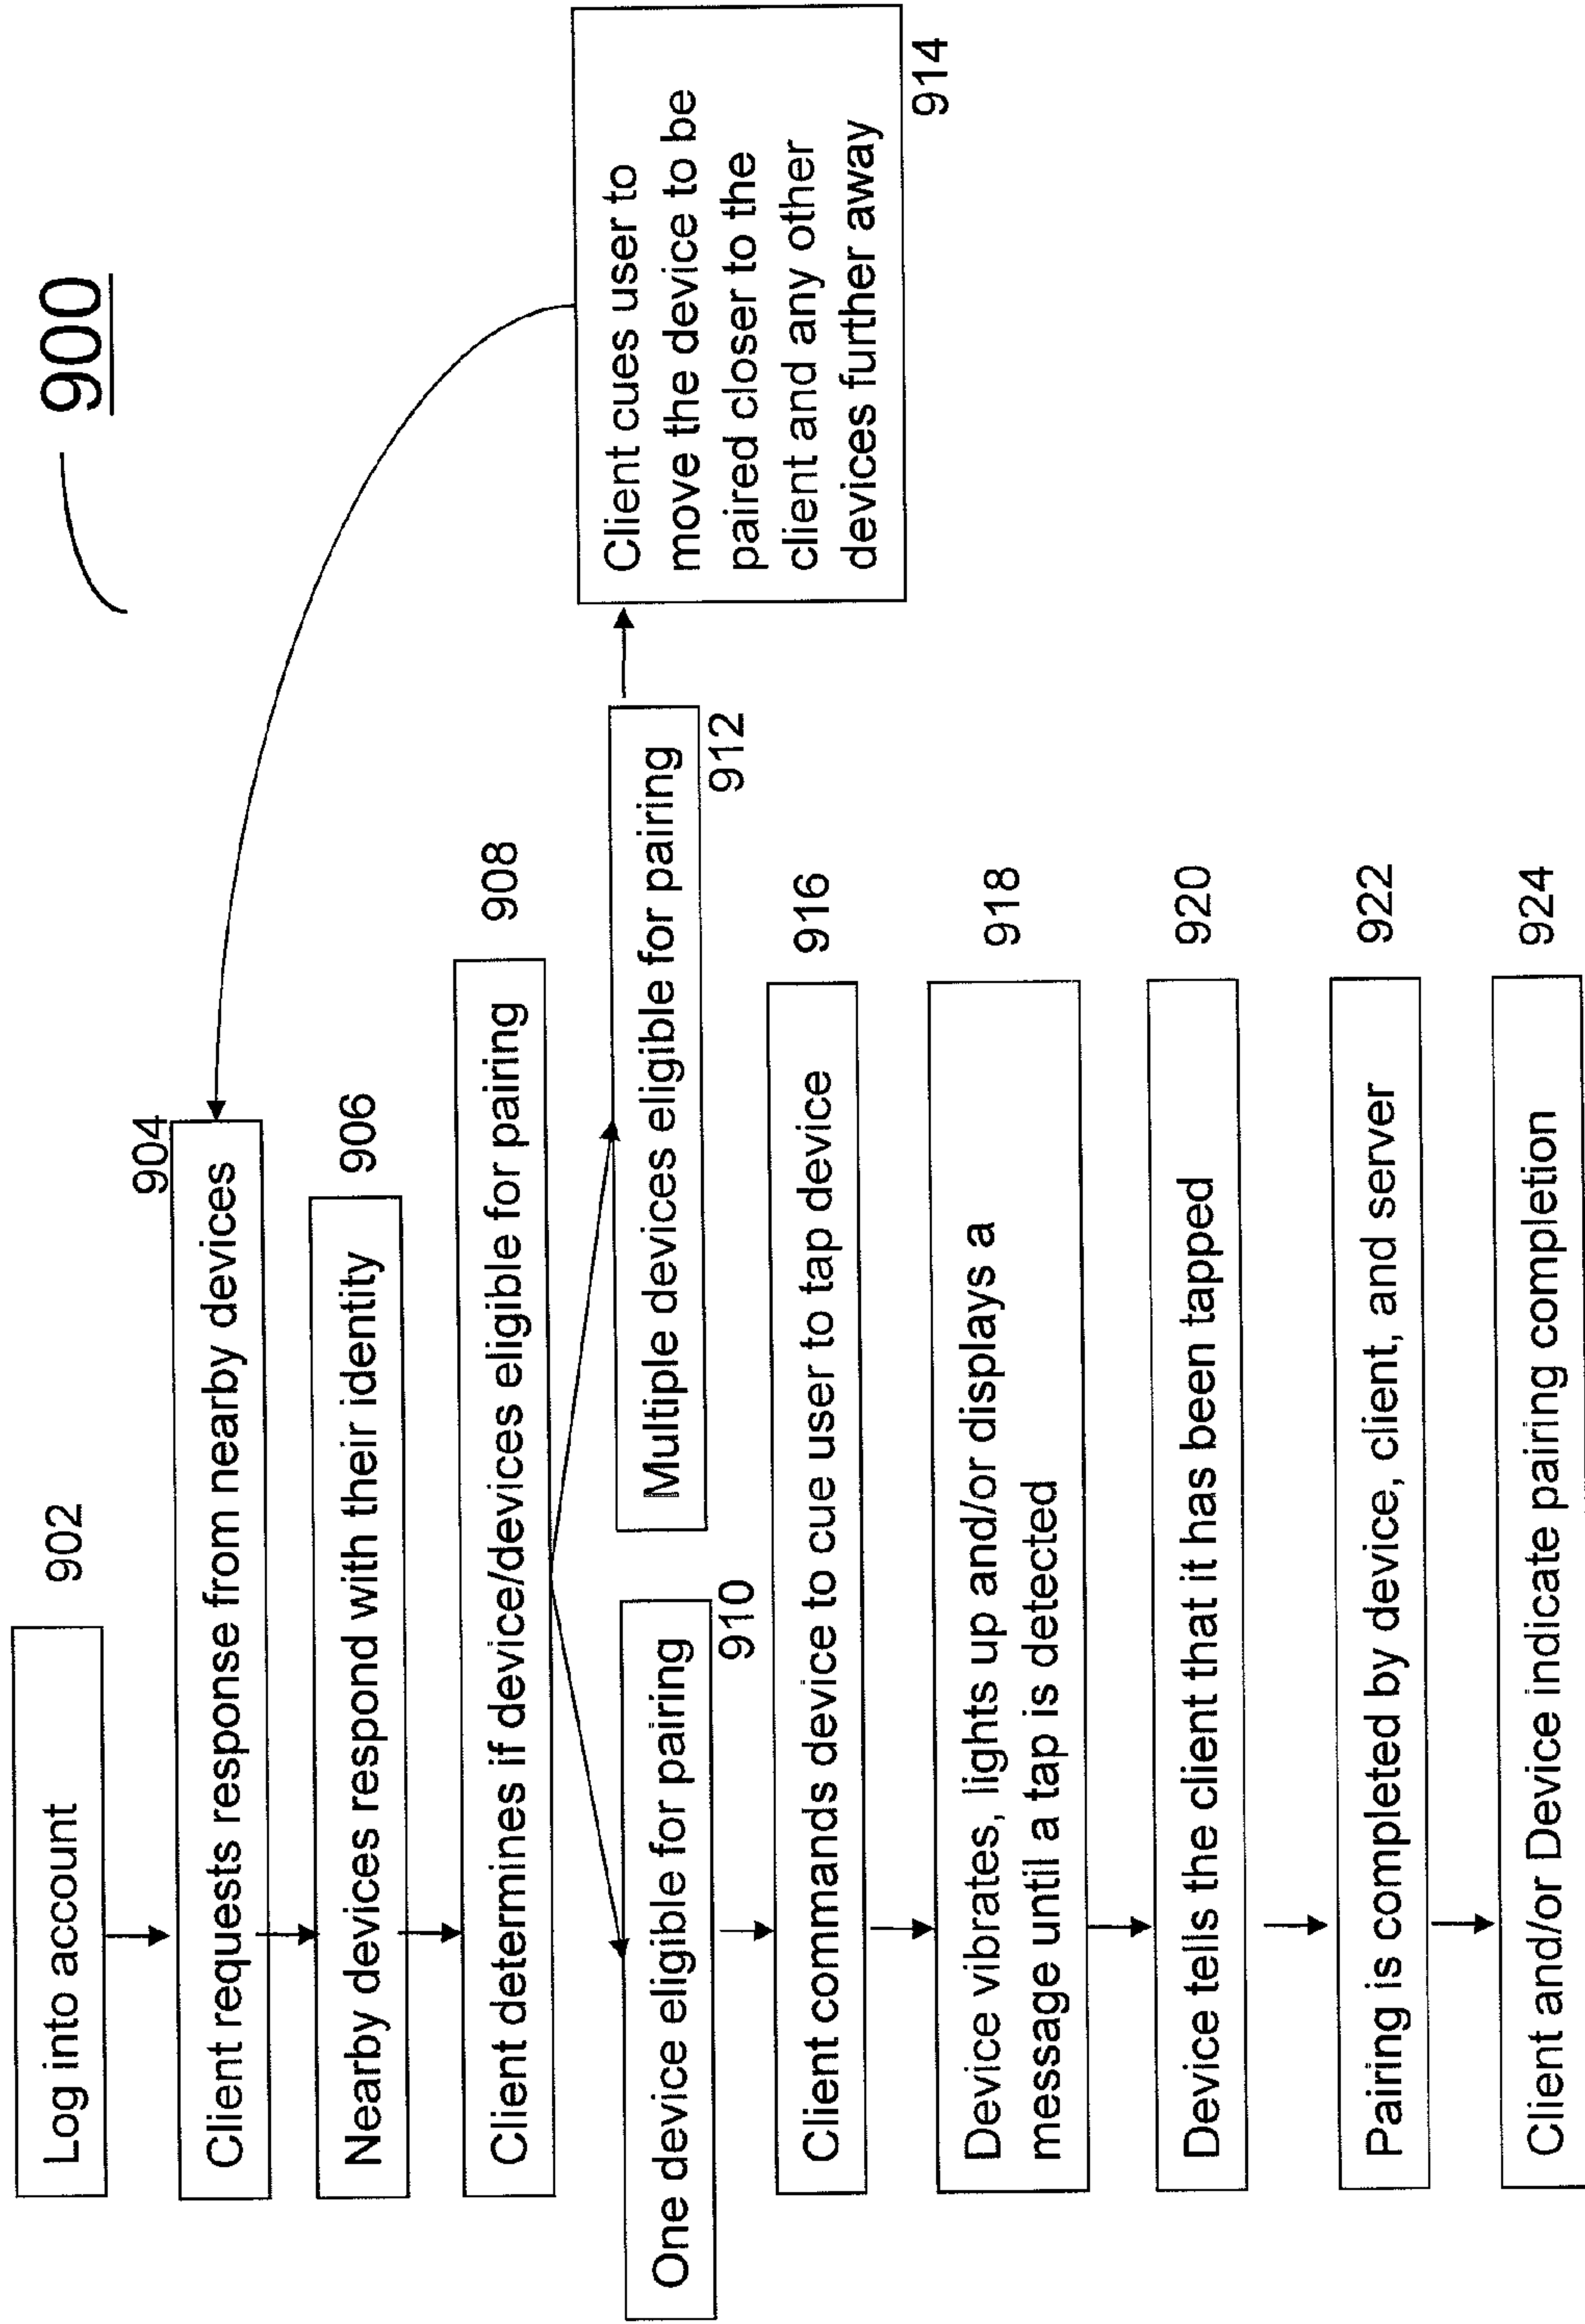 900
Log into account
902
904
Client requests response from nearby devices
Nearby devices respond with their identity
906
Client determines if device/devices eligible for pairing
908
One device eligible for pairing
910
Multiple devices eligible for pairing
912
Client cues user to
move the device to be
paired closer to the
client and any other
devices further away
914
Client commands device to cue user to tap device
916
Device vibrates, lights up and/or displays a
message until a tap is detected
918
Device tells the client that it has been tapped
920
Pairing is completed by device, client, and server
922
Client and/or Device indicate pairing completion
924